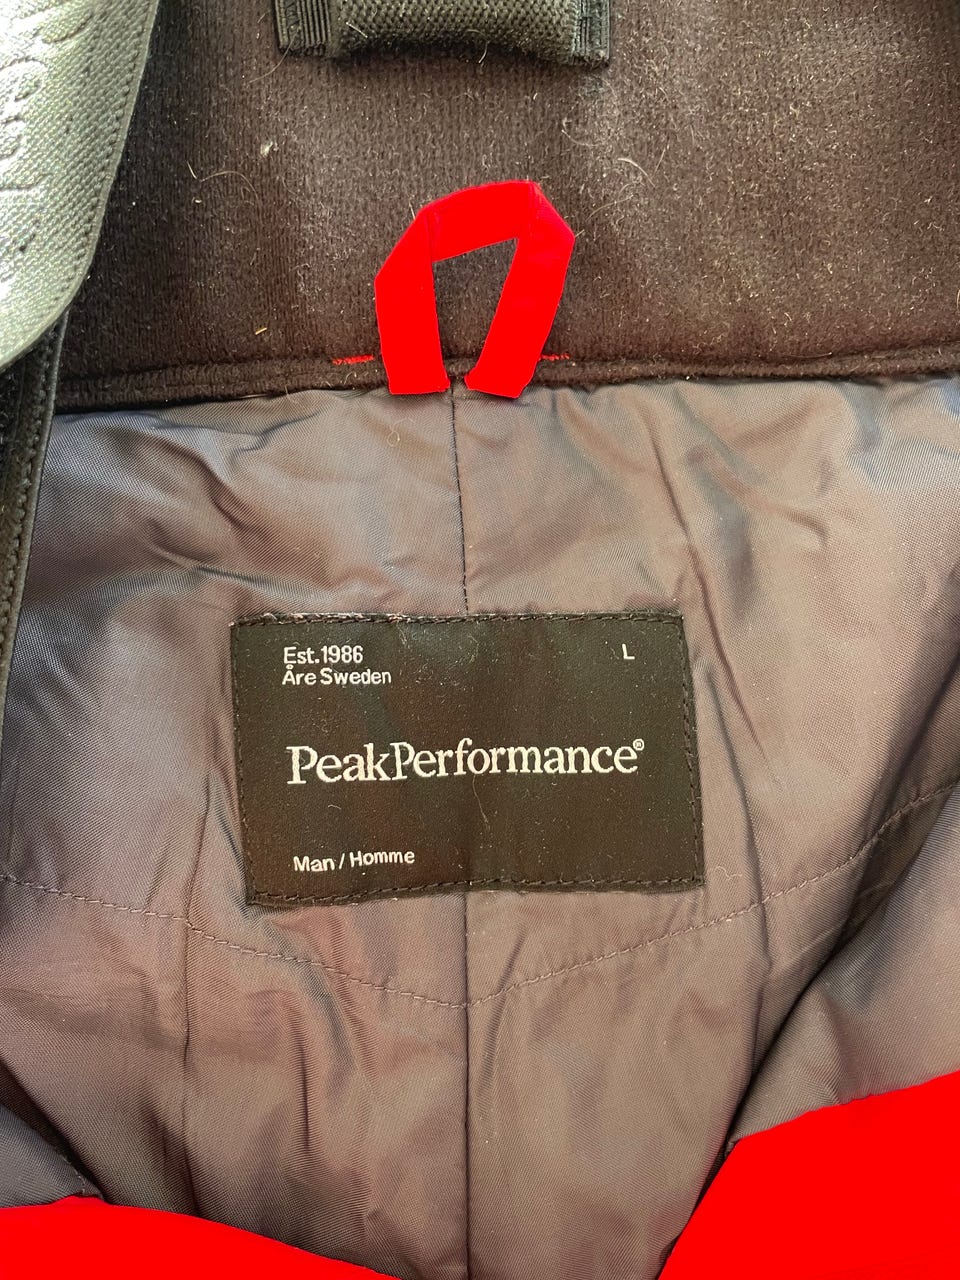 Est.1986
L
Åre Sweden
PeakPerformance®
Man / Homme